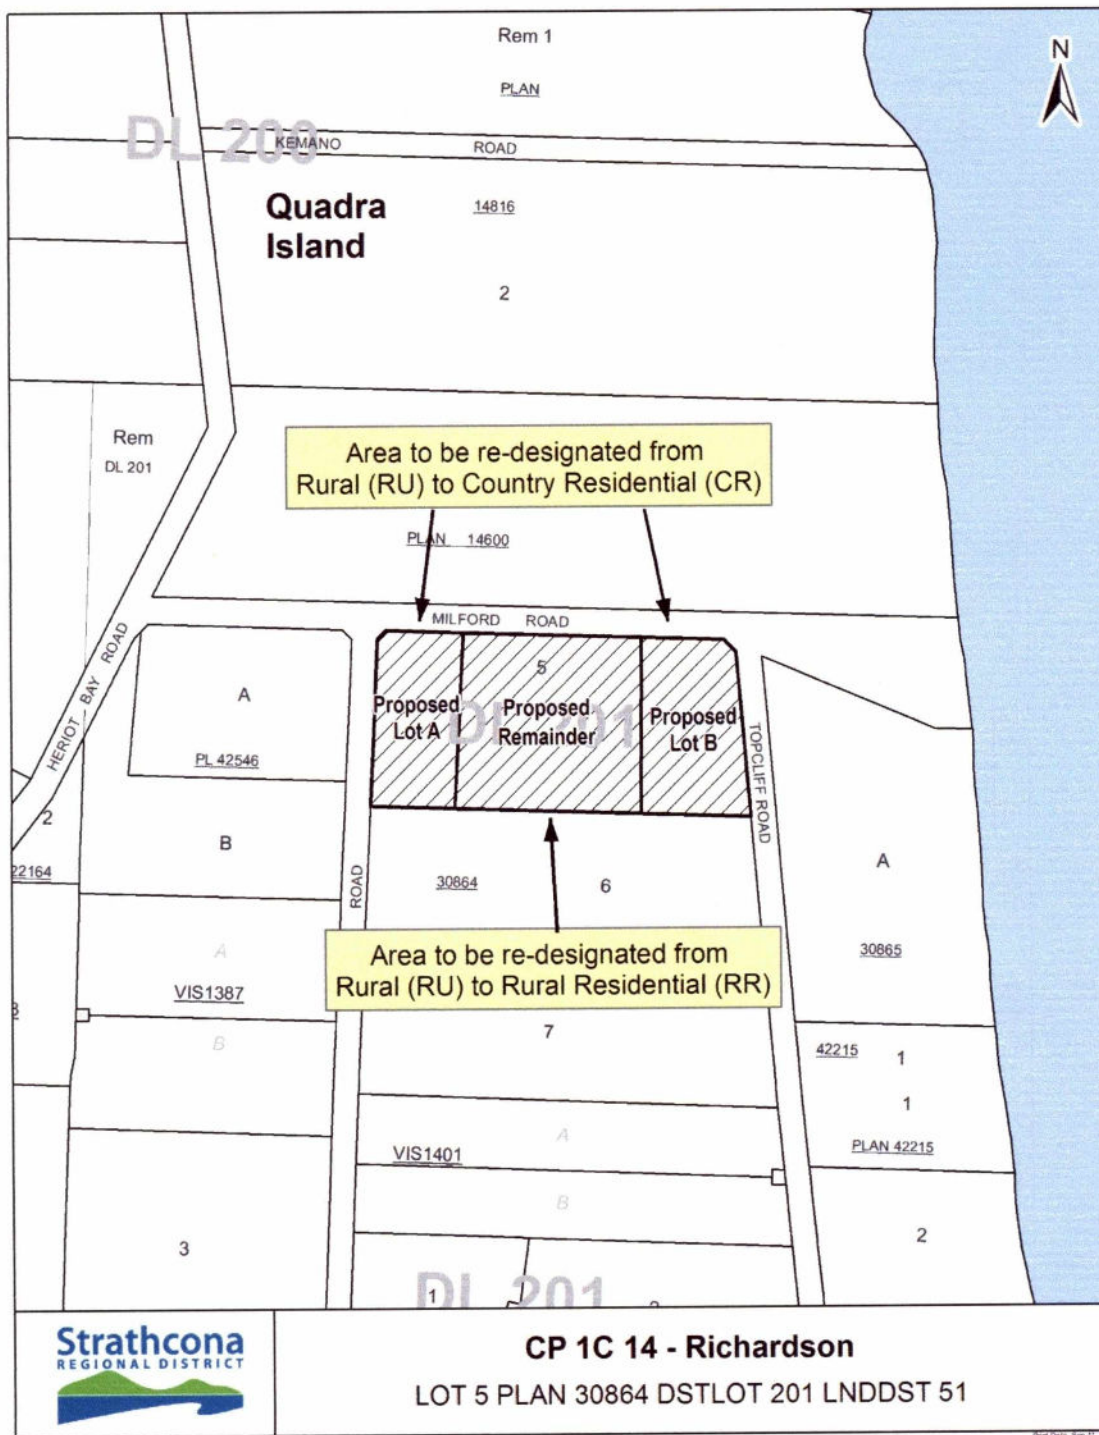 Rem 1
N
PLAN
DL 200
KEMANO ROAD
Quadra
Island
14816
2
Rem
DL 201
Area to be re-designated from
Rural (RU) to Country Residential (CR)
PLAN 14600
MILFORD ROAD
HERIOT BAY ROAD
A
PL 42546
5
DL 201
Proposed
Lot A
Proposed
Remainder
Proposed
Lot B
TOPCLIFF ROAD
2
B
22164
ROAD
30864
6
A
A
30865
Area to be re-designated from
Rural (RU) to Rural Residential (RR)
VIS1387
B
7
42215
1
1
A
VIS1401
PLAN 42215
B
3
2
DL 201
1
Strathcona
REGIONAL DISTRICT
CP 1C 14 - Richardson
LOT 5 PLAN 30864 DSTLOT 201 LNDDST 51